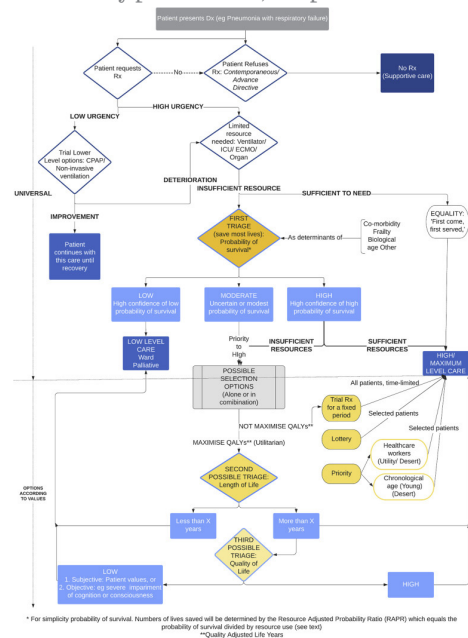 Patient presents Dx (eg Pneumonia with respiratory failure)
Patient requests
Rx
No
Patient Refuses
Rx: Contemporaneous/
Advance
Directive
No Rx
(Supportive care)
HIGH URGENCY
LOW URGENCY
Trial Lower
Level options: CPAP/
Non-invasive
ventilation
Limited
resource
needed: Ventilator/
ICU/ ECMO/
Organ
DETERIORATION
UNIVERSAL
INSUFFICIENT RESOURCE
SUFFICIENT TO NEED
IMPROVEMENT
Patient
continues with
this care until
recovery
FIRST
TRIAGE
(save most lives):
Probability of
survival*
As determinants of
Co-morbidity
Frailty
Biological
age Other
EQUALITY:
'First come,
first served,'
LOW
High confidence of low
probability of survival
MODERATE
Uncertain or modest
probability of survival
HIGH
High confidence of high
probability of survival
LOW LEVEL
CARE
Ward
Palliative
Priority
to
HIgh
INSUFFICIENT
RESOURCES
SUFFICIENT
RESOURCES
HIGH/
MAXIMUM
LEVEL CARE
POSSIBLE
SELECTION
OPTIONS
(Alone or in
combination)
All patients, time-limited
Trial Rx
for a fixed
period
Selected patients
NOT MAXIMISE QALYs**
Lottery
Selected patients
MAXIMISE QALYs** (Utilitarian)
Healthcare
workers
(Utility/ Desert)
Priority
Chronological
age (Young)
(Desert)
SECOND
POSSIBLE TRIAGE:
Length of Life
OPTIONS
ACCORDING
TO VALUES
Less than X
years
More than X
years
THIRD
POSSIBLE
TRIAGE:
Quality of
Life
LOW
1. Subjective: Patient values, or
2. Objective: eg severe impairment
of cognition or consciousness
HIGH
* For simplicity probability of survival. Numbers of lives saved will be determined by the Resource Adjusted Probability Ratio (RAPR) which equals the
probability of survival divided by resource use (see text)
**Quality Adjusted Life Years